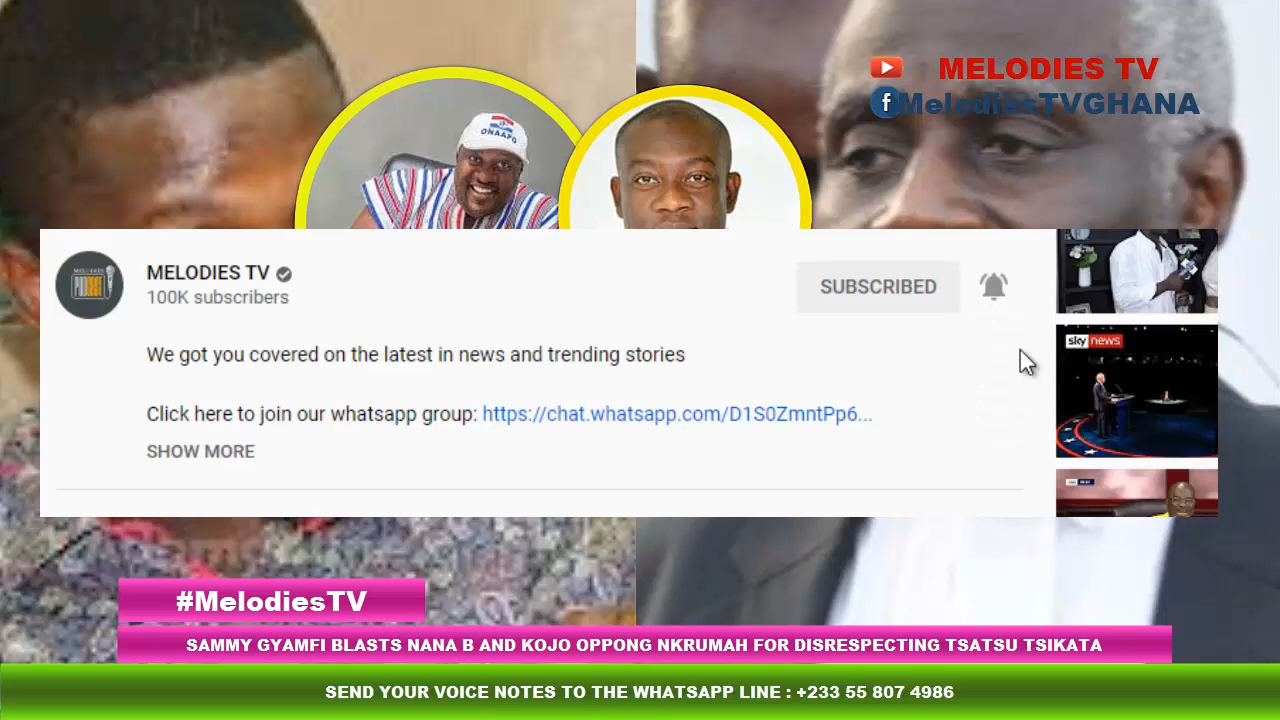 MELODIES TV
MelodiesTVGHANA
ONAAPO
MELODIES TV
100K subscribers
SUBSCRIBED
We got you covered on the latest in news and trending stories
Click here to join our whatsapp group: https://chat.whatsapp.com/D1S0ZmntPp6...
SHOW MORE
sky news
#MelodiesTV
SAMMY GYAMFI BLASTS NANA B AND KOJO OPPONG NKRUMAH FOR DISRESPECTING TSATSU TSIKATA
SEND YOUR VOICE NOTES TO THE WHATSAPP LINE : +233 55 807 4986